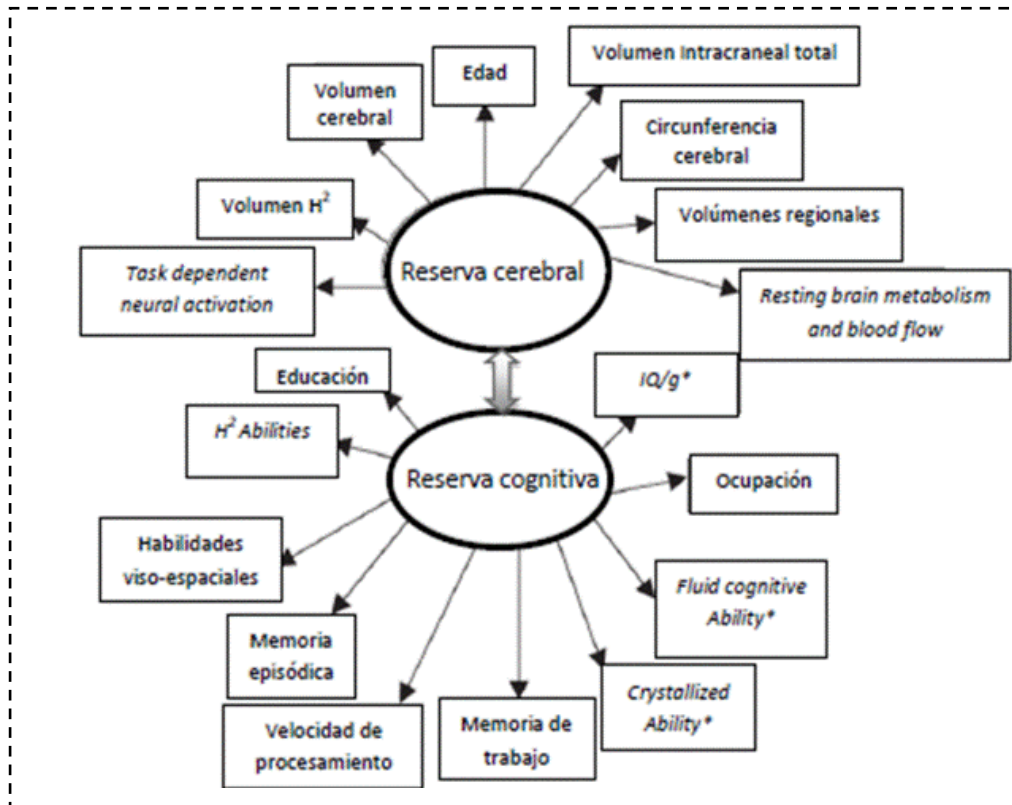 Volumen Intracraneal total
Edad
Volumen
cerebral
Circunferencia
cerebral
Volumen H²
Volúmenes regionales
Reserva cerebral
Task dependent
neural activation
Resting brain metabolism
and blood flow
Educación
IQ/g*
H² Abilities
Reserva cognitiva
Ocupación
Habilidades
viso-espaciales
Fluid cognitive
Ability*
Memoria
episódica
Crystallized
Ability*
Velocidad de
procesamiento
Memoria de
trabajo